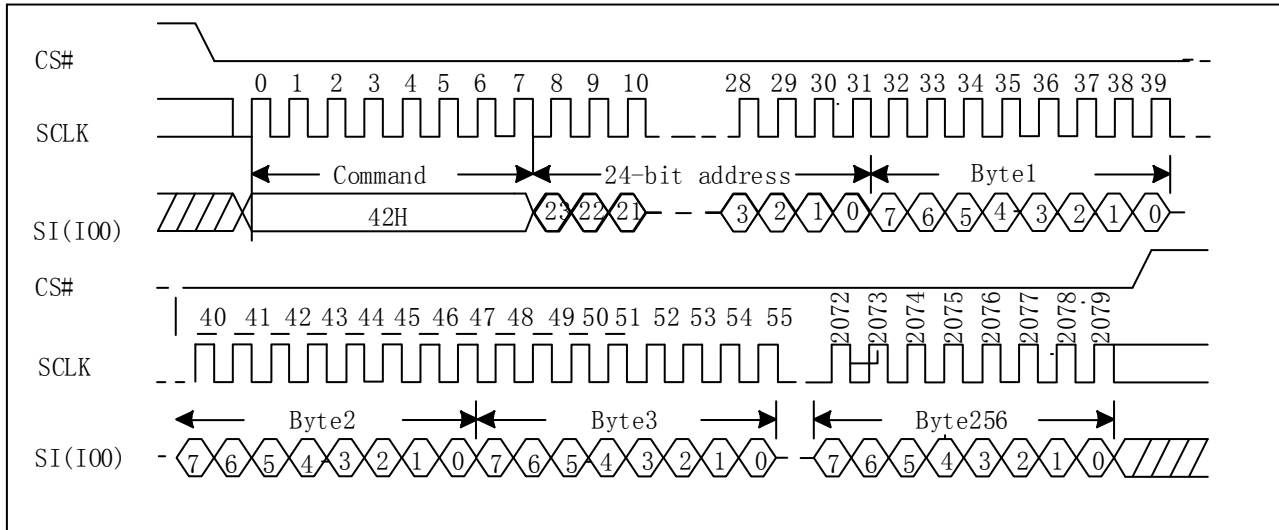 CS#
0 1 2 3 4 5 6 7 8 9 10 28 29 30 31 32 33 34 35 36 37 38 39
SCLK
Command 24-bit address Byte1
SI(IO0) 42H 23 22 21 3 2 1 0 7 6 5 4 3 2 1 0
CS#
40 41 42 43 44 45 46 47 48 49 50 51 52 53 54 55 2072 2073 2074 2075 2076 2077 2078 2079
SCLK
Byte2 Byte3 Byte256
SI(IO0) 7 6 5 4 3 2 1 0 7 6 5 4 3 2 1 0 7 6 5 4 3 2 1 0